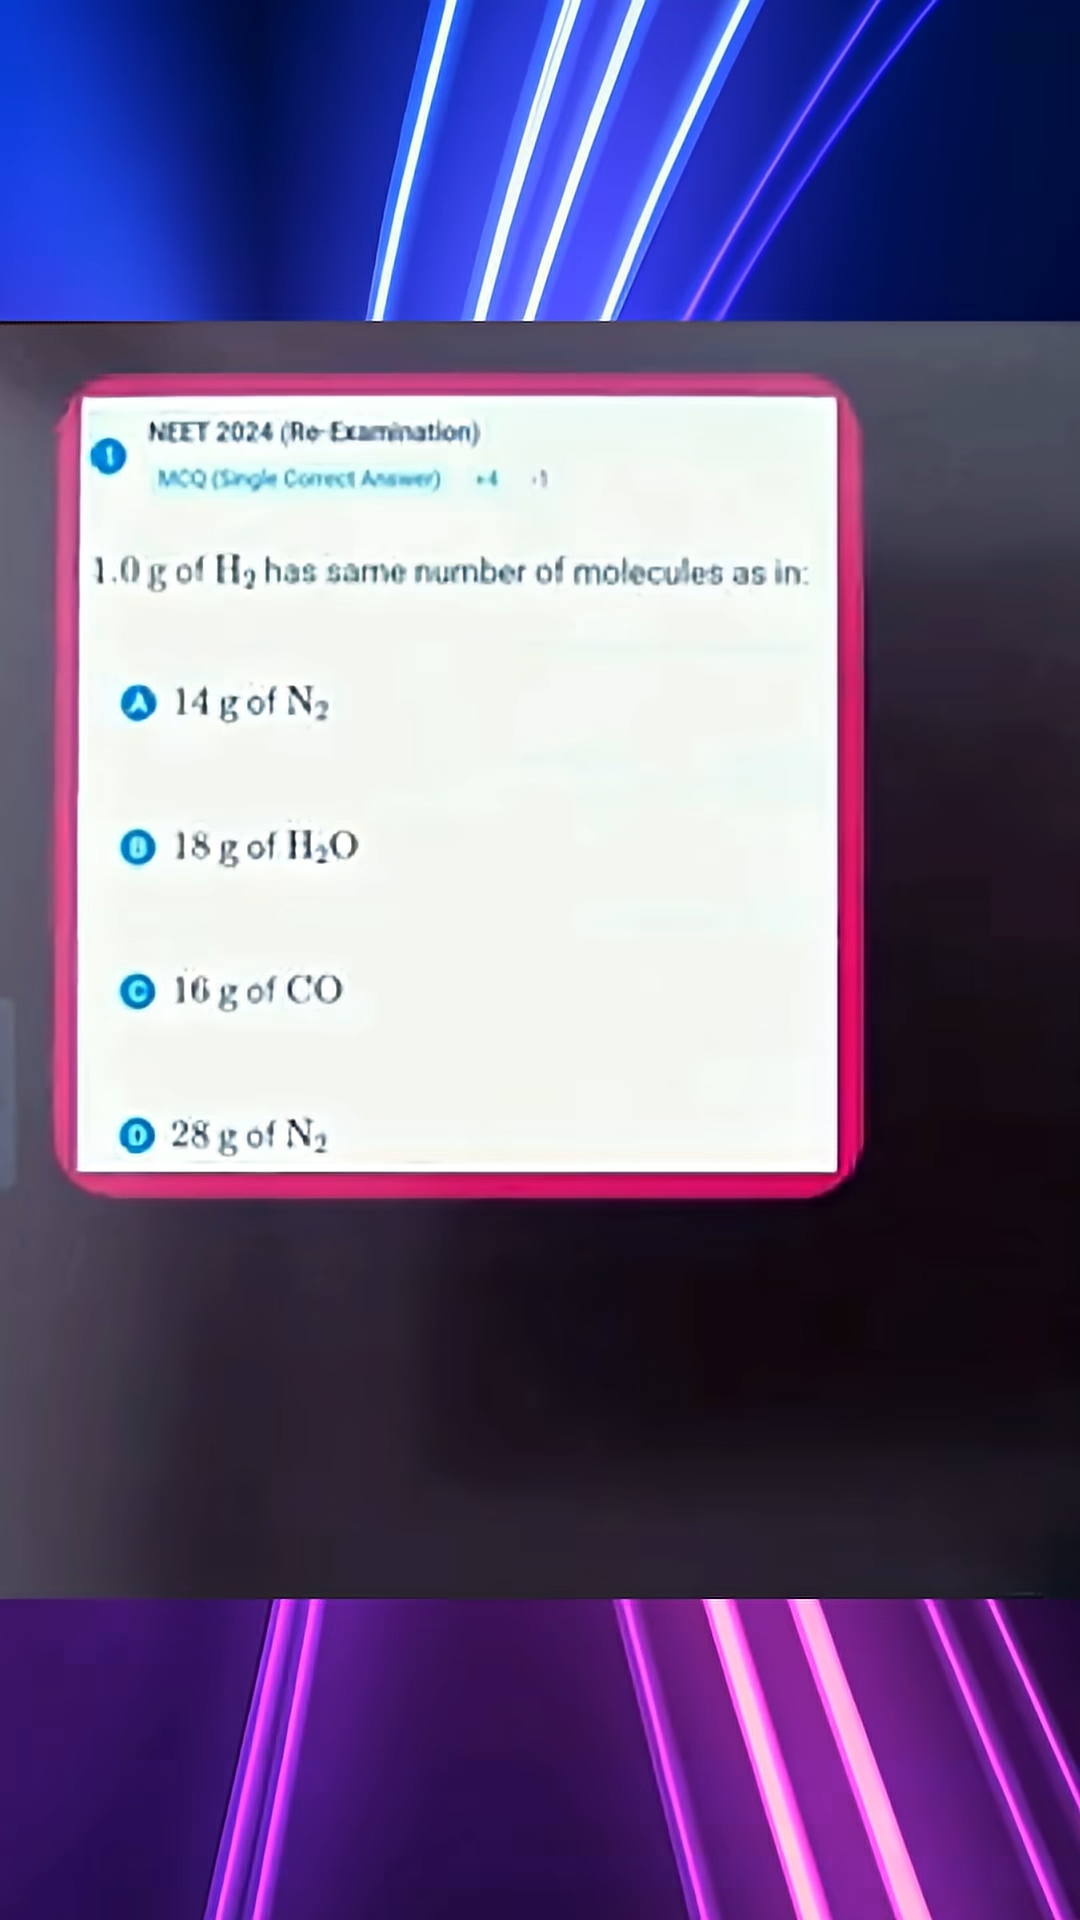 1
NEET 2024 (Re-Examination)
MCQ (Single Correct Answer) +4 -1
1.0 g of H₂ has same number of molecules as in:
A 14 g of N₂
B 18 g of H₂O
C 16 g of CO
D 28 g of N₂